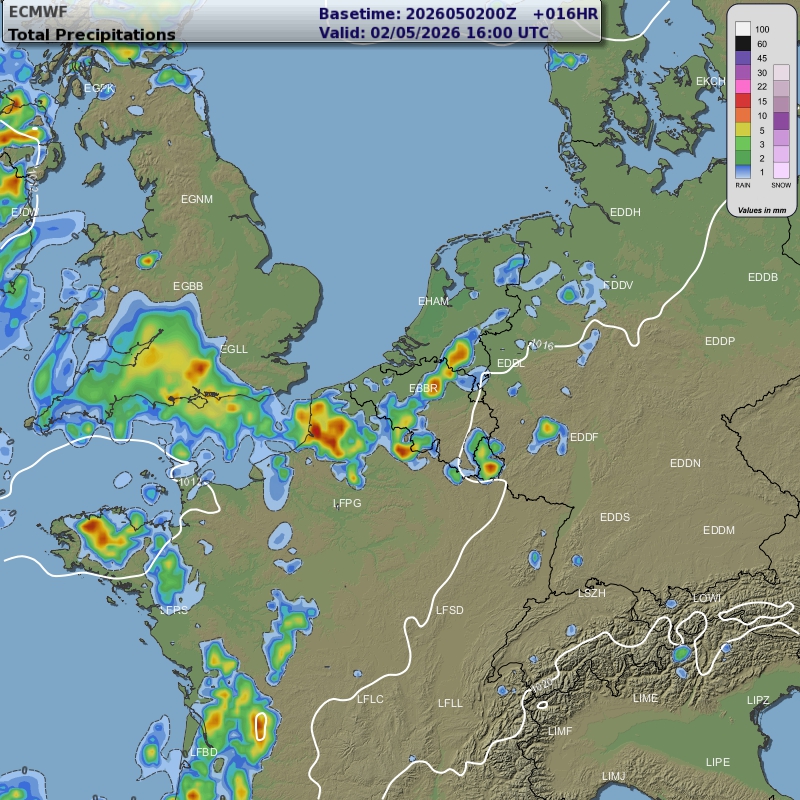 ECMWF
Basetime: 2026050200Z +016HR
Total Precipitations
Valid: 02/05/2026 16:00 UTC
100
60
45
30
22
15
10
5
3
2
1
RAIN SNOW
Values in mm
EGPK
EKCH
EGNM
EIDW
EDDH
EGBB
EDDV
EDDB
EHAM
EDDP
EGLL
1016
EDDL
EBBR
EDDF
EDDN
1012
LFPG
EDDS
EDDM
LSZH
LOWI
LFRS
LFSD
1020
LFLC
LFLL
LIME
LIPZ
LIMF
LFBD
LIPE
LIMJ